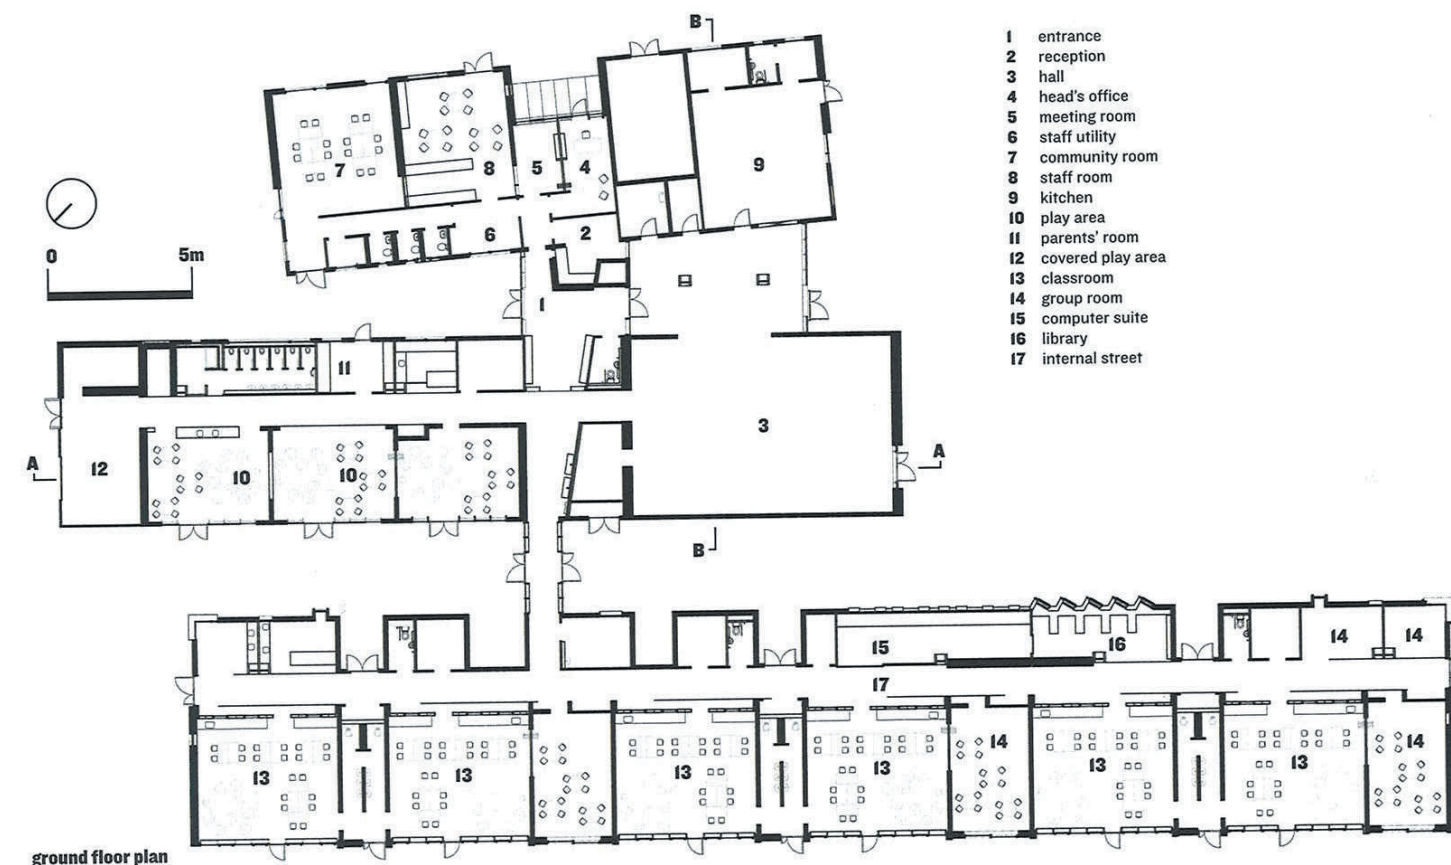 B
1 entrance
2 reception
3 hall
4 head's office
5 meeting room
6 staff utility
7 community room
8 staff room
9 kitchen
10 play area
11 parents' room
12 covered play area
13 classroom
14 group room
15 computer suite
16 library
17 internal street
7
8
5
4
9
6
2
0 5m
1
11
3
A
12
10
10
A
B
15
16
14
14
17
13
13
13
13
14
13
13
14
ground floor plan